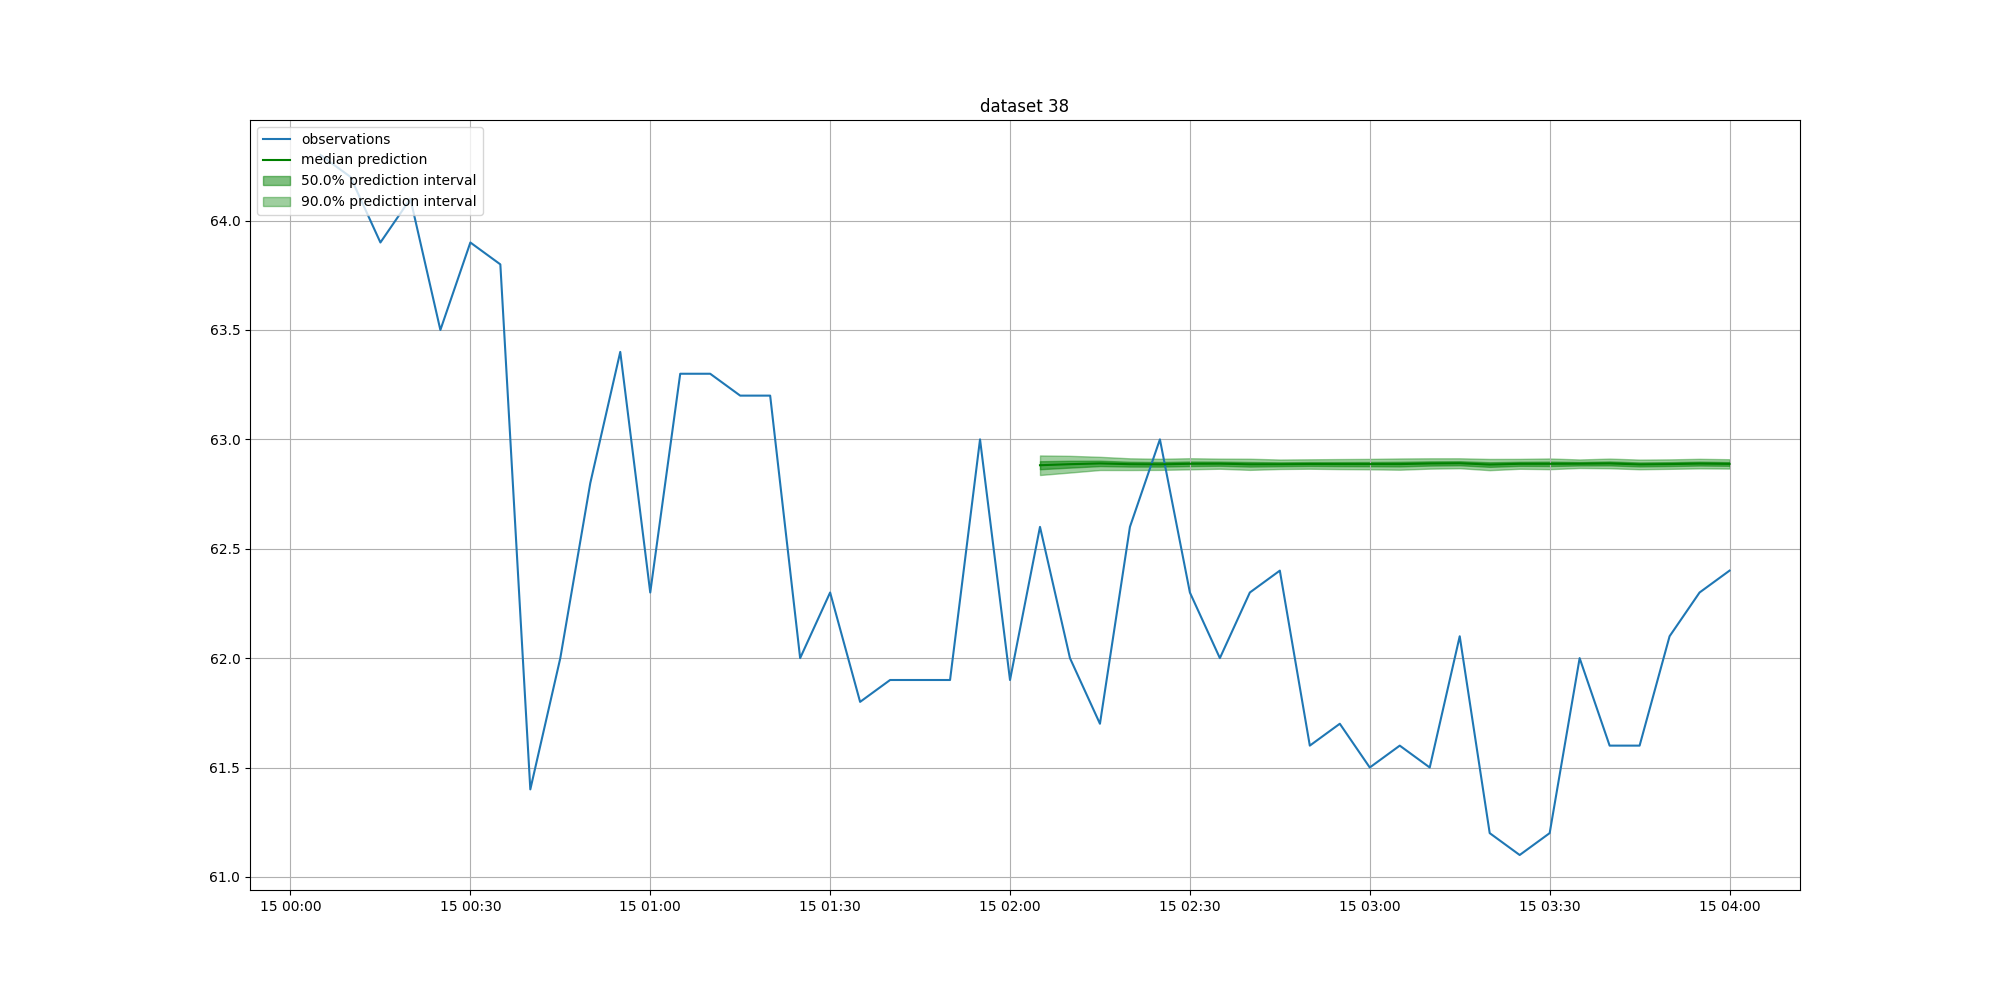 dataset 38
observations
median prediction
50.0% prediction interval
90.0% prediction interval
64.0
63.5
63.0
62.5
62.0
61.5
61.0
15 00:00 15 00:30 15 01:00 15 01:30 15 02:00 15 02:30 15 03:00 15 03:30 15 04:00